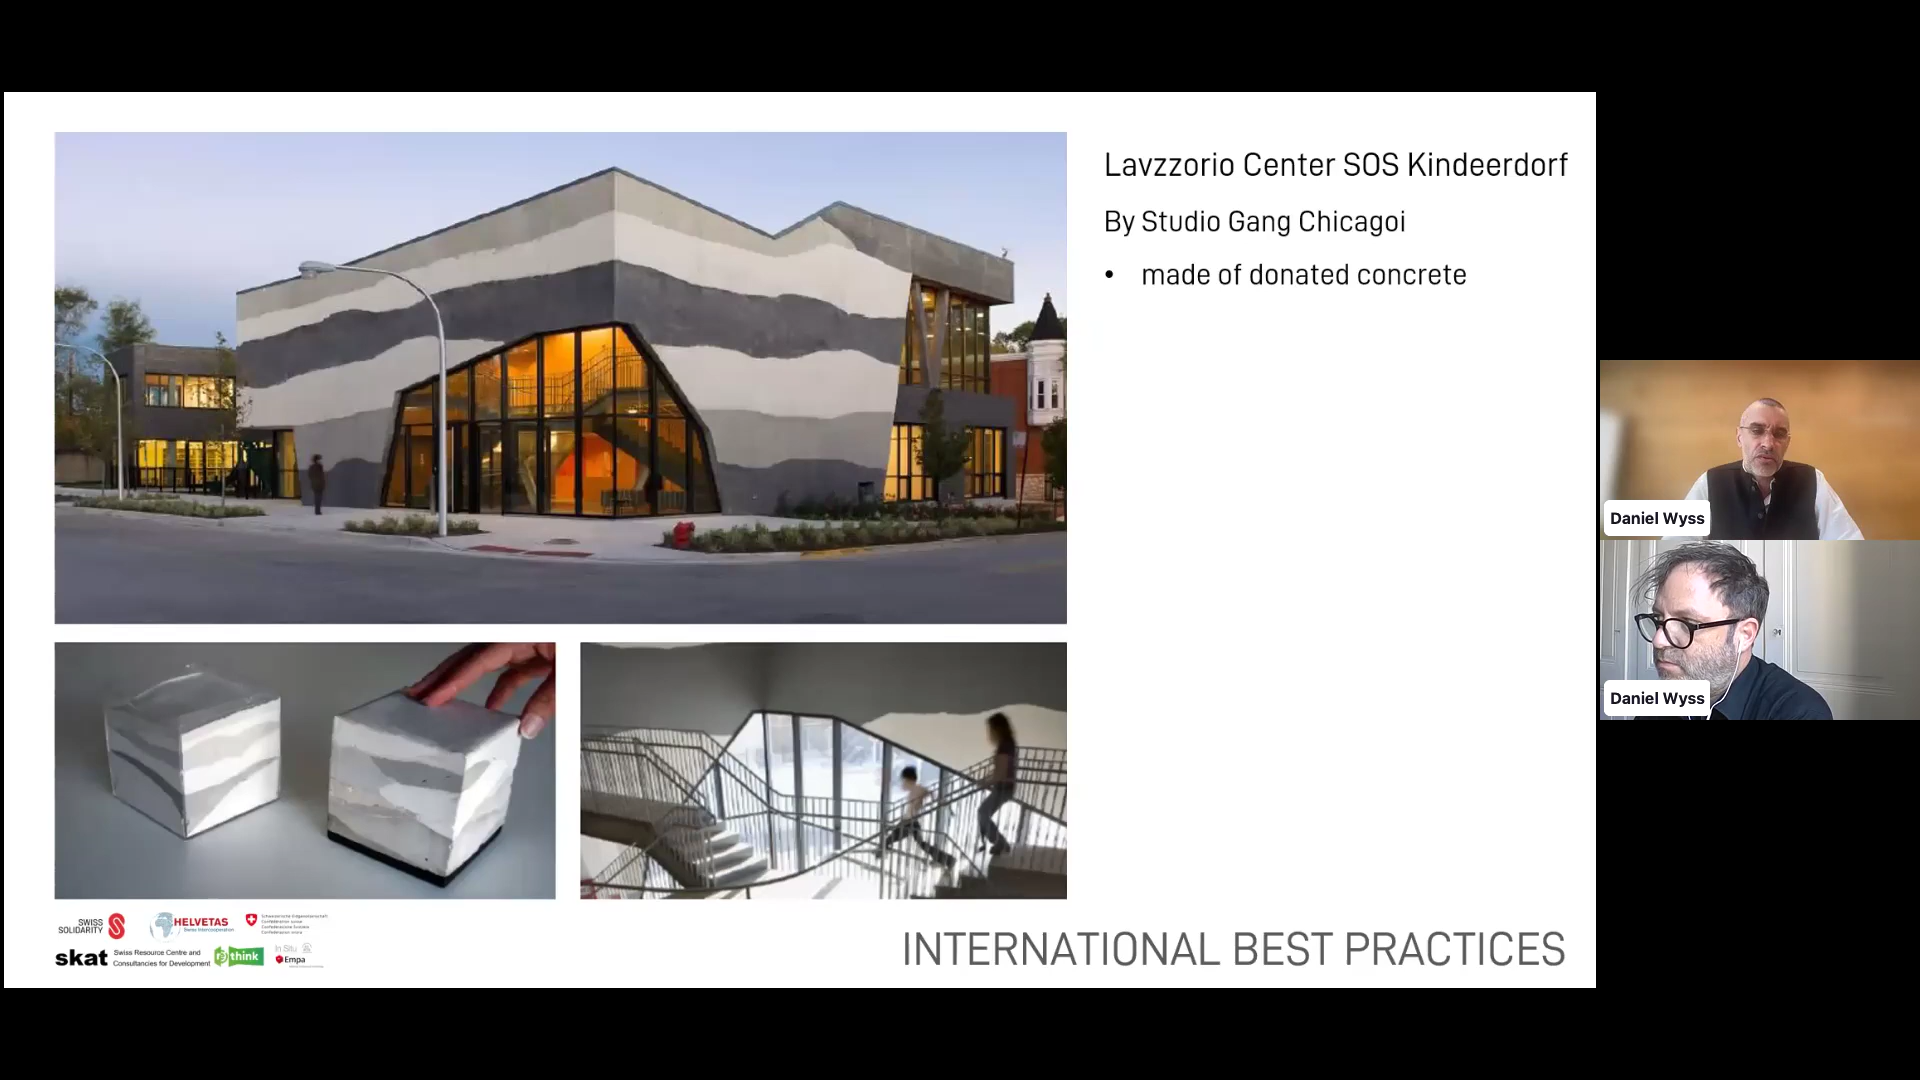 Lavzzorio Center SOS Kindeerdorf
By Studio Gang Chicagoi
• made of donated concrete
Daniel Wyss
Daniel Wyss
SWISS
SOLIDARITY
HELVETAS
Swiss Intercooperation
Schweizerische Eidgenossenschaft
Confédération suisse
Confederazione Svizzera
Confederaziun svizra
skat
Swiss Resource Centre and
Consultancies for Development
think
In Situ
Empa
INTERNATIONAL BEST PRACTICES